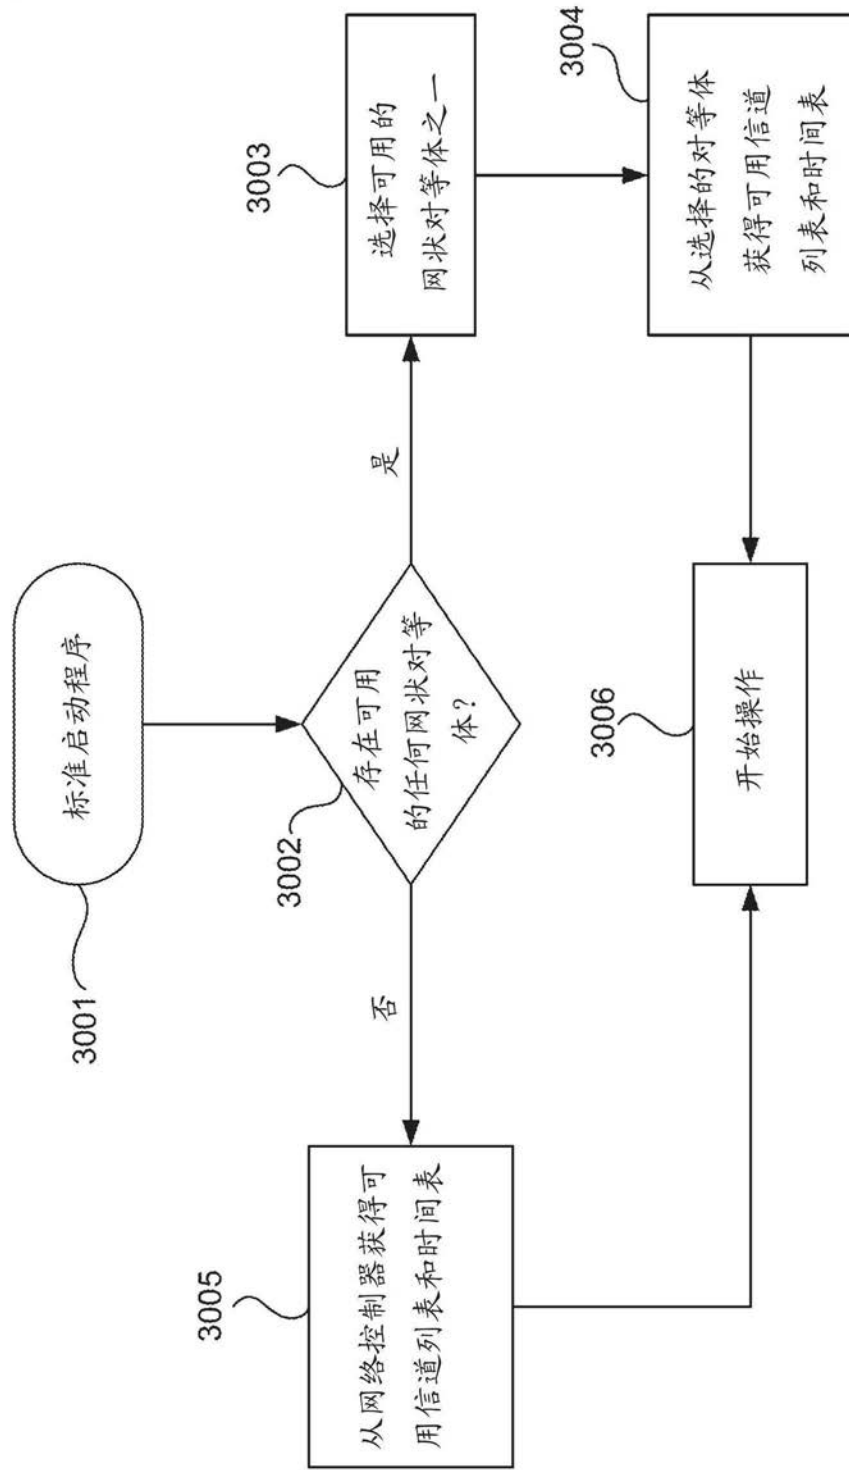 3001
标准启动程序
3002
存在可用
的任何网状对等
体?
是
否
3003
选择可用的
网状对等体之一
3004
从选择的对等体
获得可用信道
列表和时间表
3005
从网络控制器获得可
用信道列表和时间表
3006
开始操作